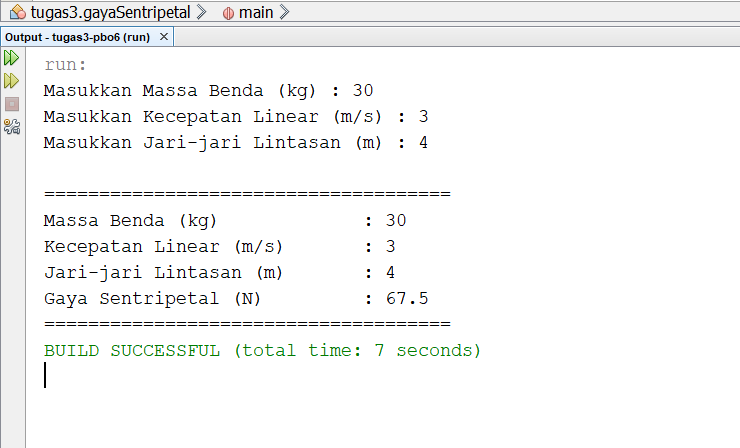 tugas3.gayaSentripetal main
Output - tugas3-pbo6 (run) ×
run:
Masukkan Massa Benda (kg) : 30
Masukkan Kecepatan Linear (m/s) : 3
Masukkan Jari-jari Lintasan (m) : 4
=====================================
Massa Benda (kg) : 30
Kecepatan Linear (m/s) : 3
Jari-jari Lintasan (m) : 4
Gaya Sentripetal (N) : 67.5
=====================================
BUILD SUCCESSFUL (total time: 7 seconds)